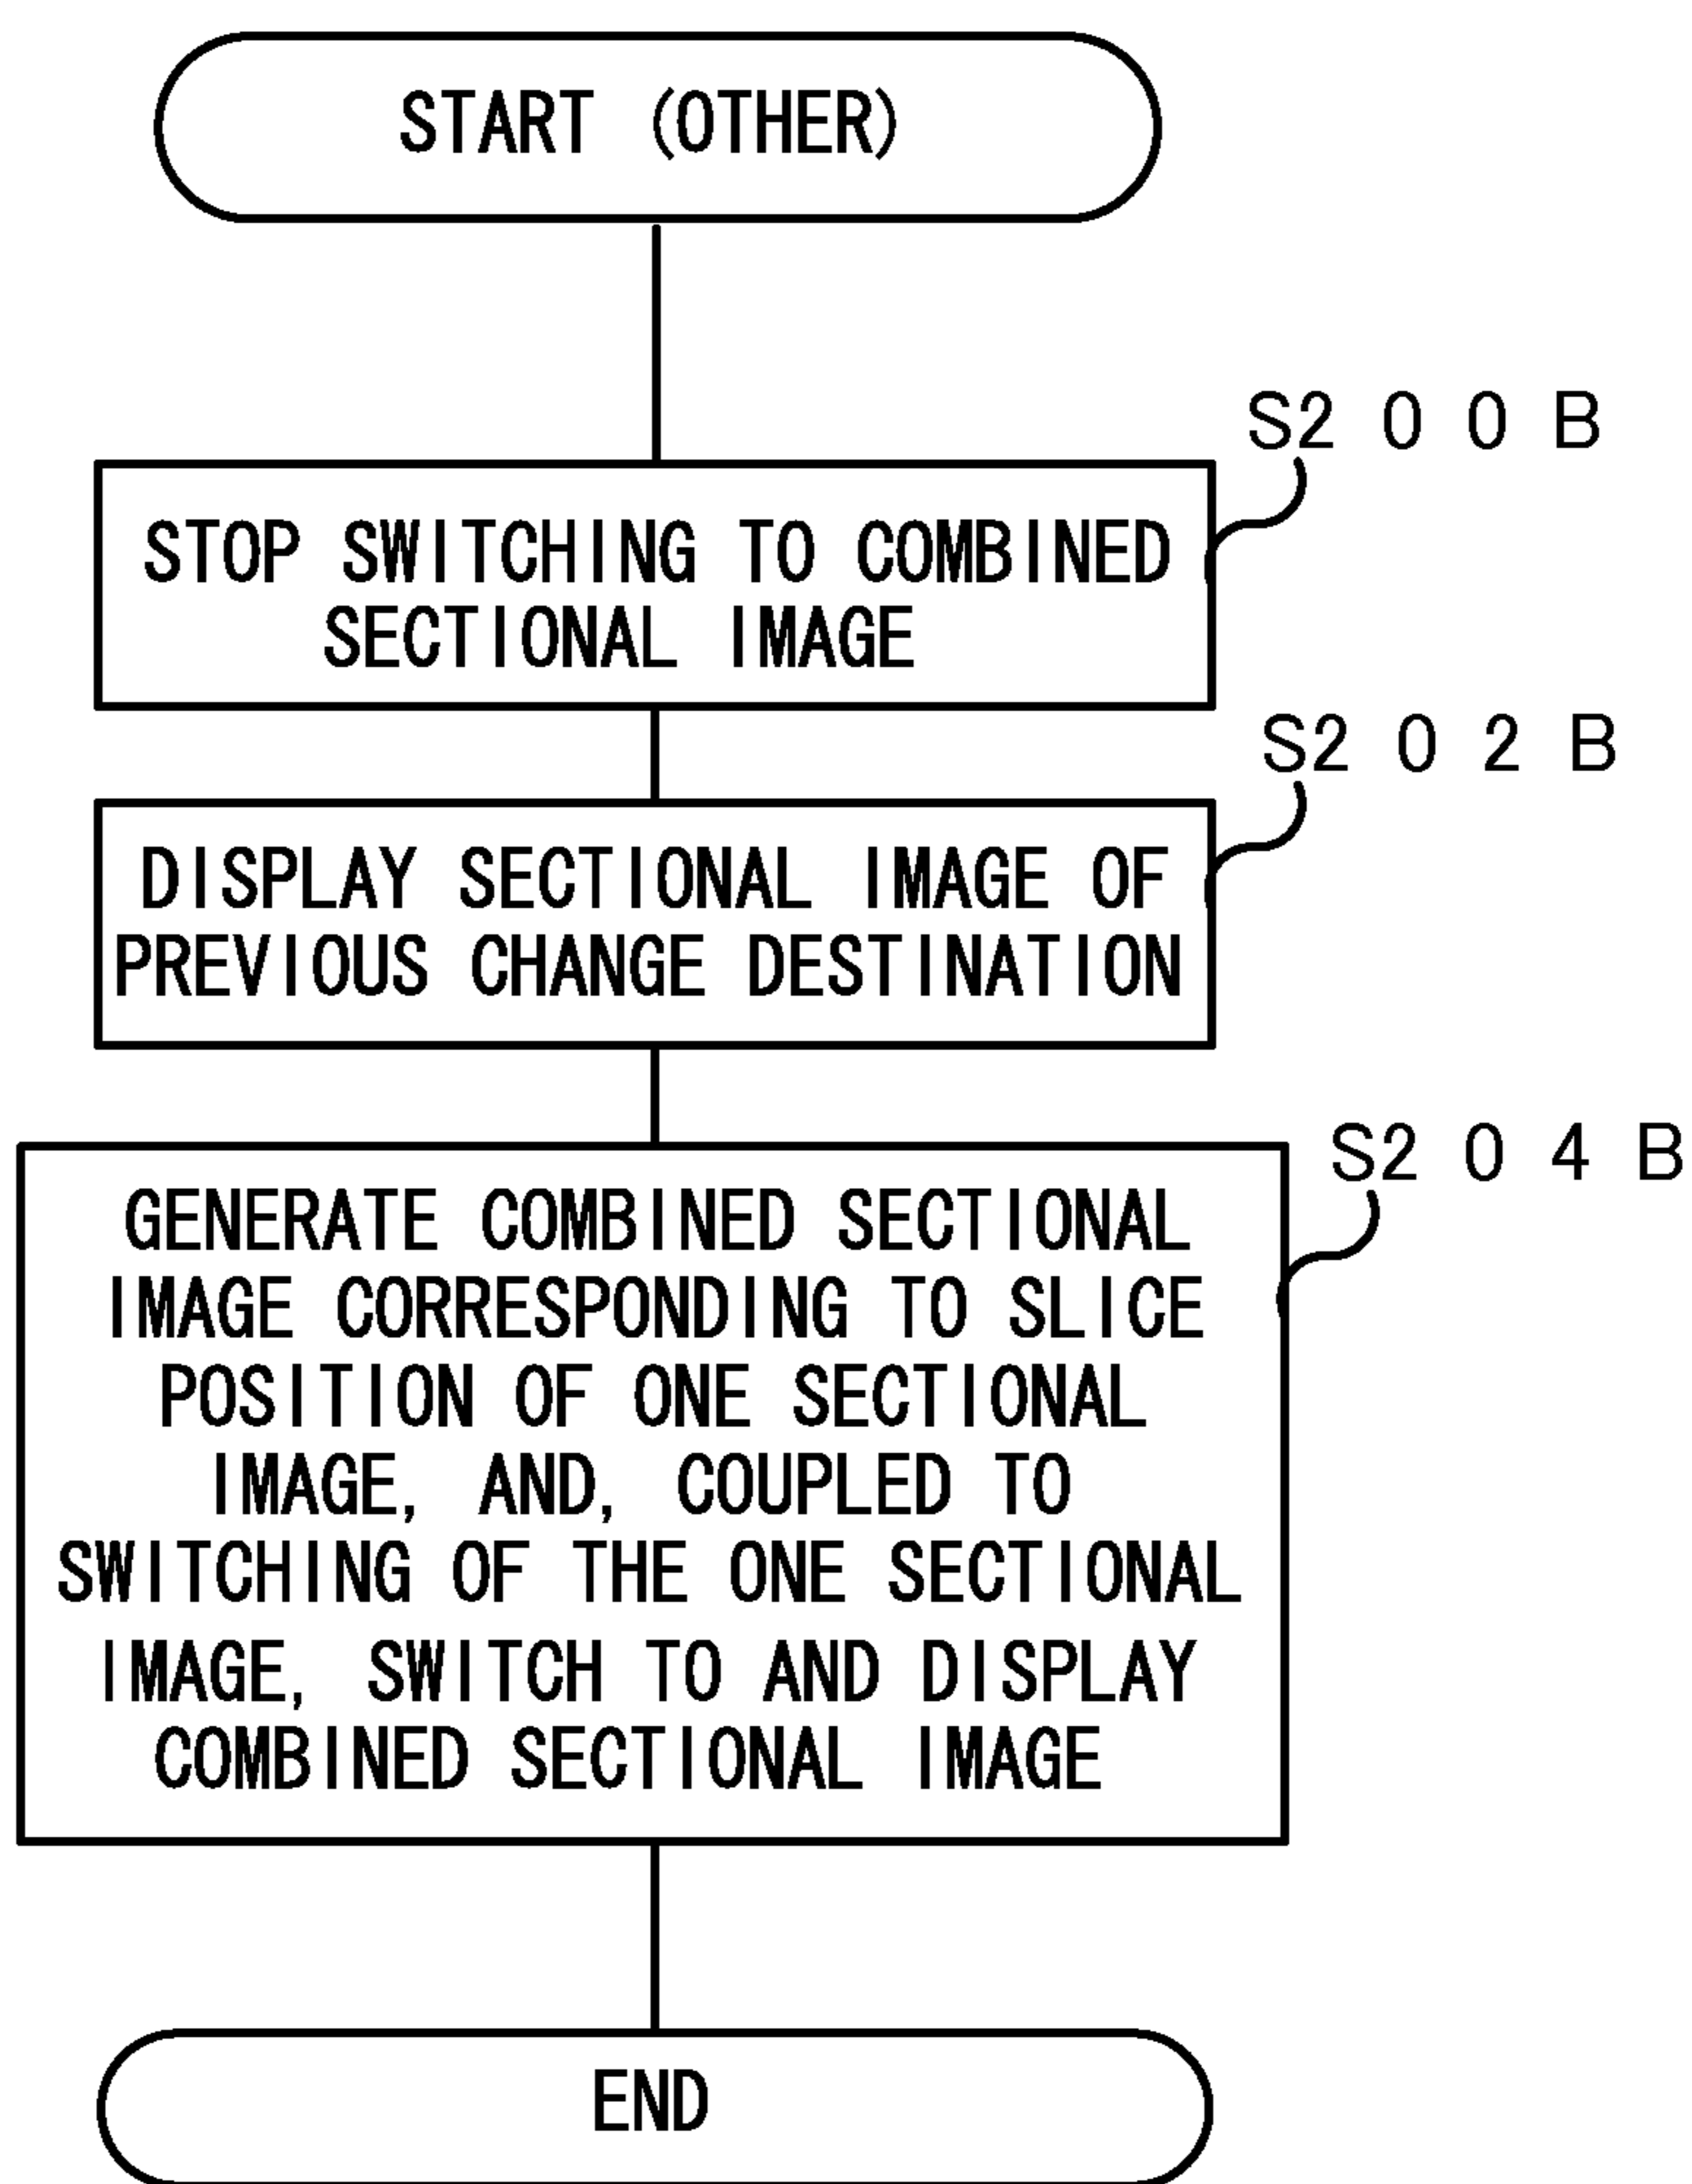 START (OTHER)
S200B
STOP SWITCHING TO COMBINED
SECTIONAL IMAGE
S202B
DISPLAY SECTIONAL IMAGE OF
PREVIOUS CHANGE DESTINATION
S204B
GENERATE COMBINED SECTIONAL
IMAGE CORRESPONDING TO SLICE
POSITION OF ONE SECTIONAL
IMAGE, AND, COUPLED TO
SWITCHING OF THE ONE SECTIONAL
IMAGE, SWITCH TO AND DISPLAY
COMBINED SECTIONAL IMAGE
END